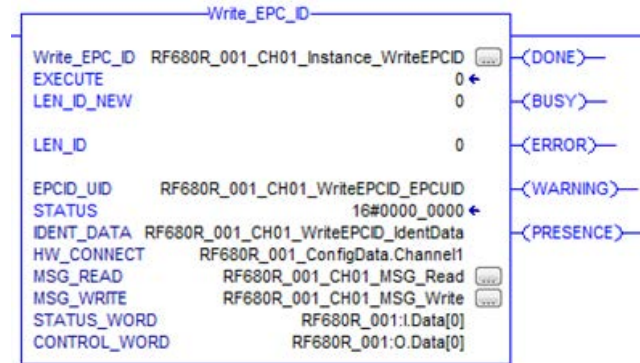 Write_EPC_ID
Write_EPC_ID RF680R_001_CH01_Instance_WriteEPCID ... (DONE)
EXECUTE 0
LEN_ID_NEW 0 (BUSY)
LEN_ID 0 (ERROR)
EPCID_UID RF680R_001_CH01_WriteEPCID_EPCUID (WARNING)
STATUS 16#0000_0000
IDENT_DATA RF680R_001_CH01_WriteEPCID_IdentData (PRESENCE)
HW_CONNECT RF680R_001_ConfigData.Channel1
MSG_READ RF680R_001_CH01_MSG_Read ...
MSG_WRITE RF680R_001_CH01_MSG_Write ...
STATUS_WORD RF680R_001:I.Data[0]
CONTROL_WORD RF680R_001:O.Data[0]